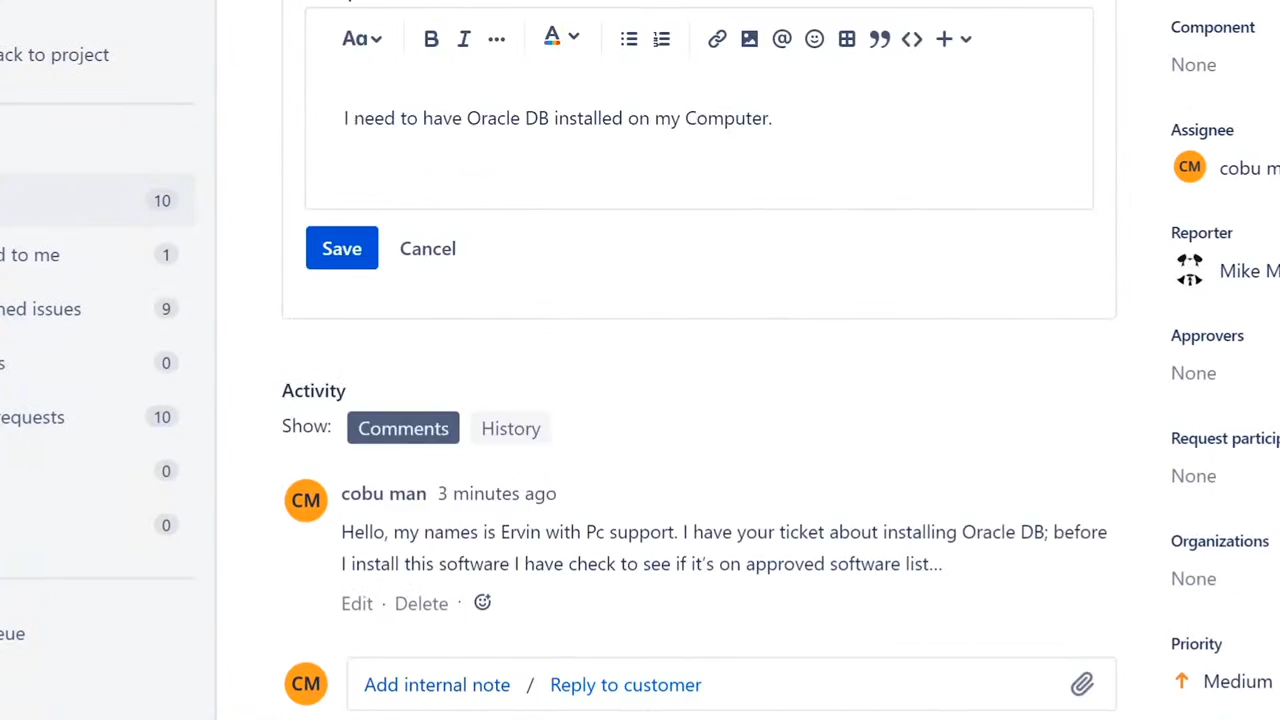 ack to project
10
d to me 1
ned issues 9
s 0
equests 10
0
0
eue
Aa B I ... A
I need to have Oracle DB installed on my Computer.
Save Cancel
Activity
Show: Comments History
CM cobu man 3 minutes ago
Hello, my names is Ervin with Pc support. I have your ticket about installing Oracle DB; before
I install this software I have check to see if it's on approved software list...
Edit · Delete ·
CM Add internal note / Reply to customer
Component
None
Assignee
CM cobu m
Reporter
Mike M
Approvers
None
Request particip
None
Organizations
None
Priority
Medium